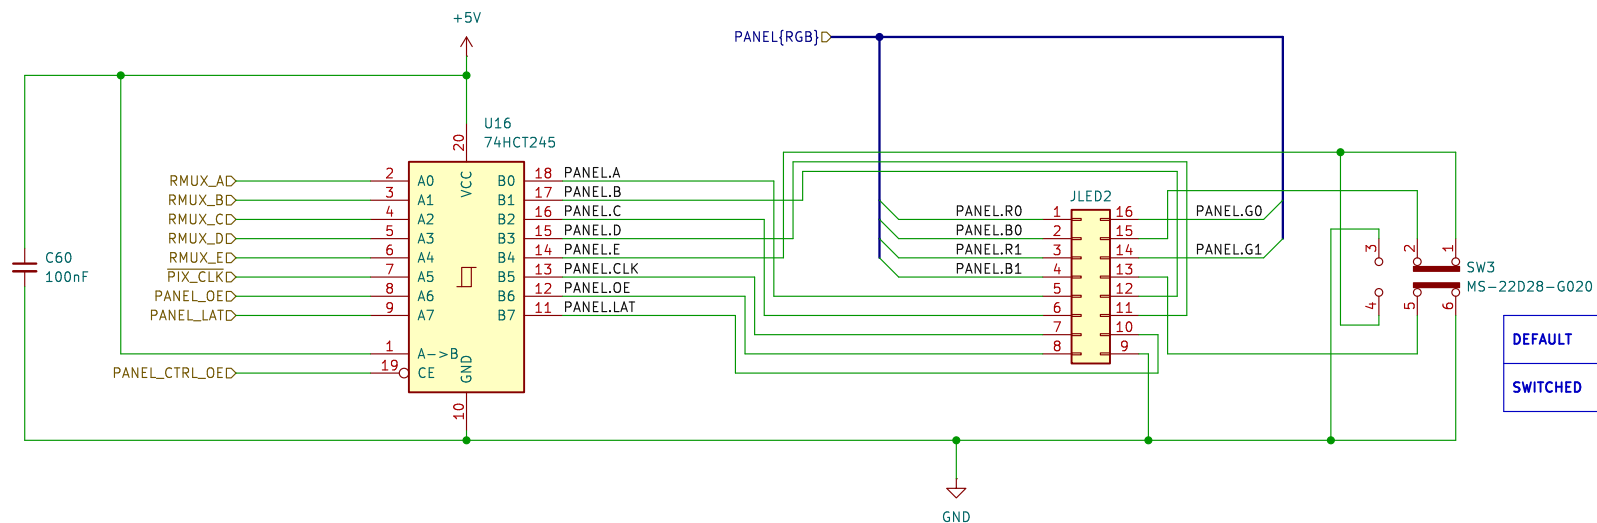 +5V
PANEL{RGB}
U16
74HCT245
20
VCC
RMUX_A 2 A0 B0 18 PANEL.A
RMUX_B 3 A1 B1 17 PANEL.B
RMUX_C 4 A2 B2 16 PANEL.C
RMUX_D 5 A3 B3 15 PANEL.D
RMUX_E 6 A4 B4 14 PANEL.E
PIX_CLK 7 A5 B5 13 PANEL.CLK
PANEL_OE 8 A6 B6 12 PANEL.OE
PANEL_LAT 9 A7 B7 11 PANEL.LAT
1 A->B
PANEL_CTRL_OE 19 CE
GND
10
C60
100nF
JLED2
PANEL.R0 1 16 PANEL.G0
PANEL.B0 2 15
PANEL.R1 3 14 PANEL.G1
PANEL.B1 4 13
5 12
6 11
7 10
8 9
3 2 1
SW3
MS-22D28-G020
4 5 6
DEFAULT
SWITCHED
GND